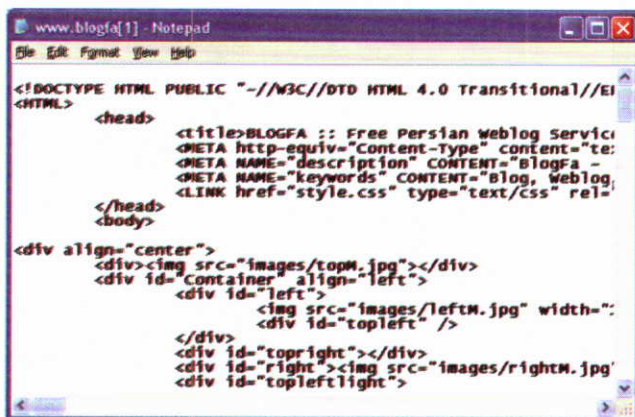 www.blogfa[1] - Notepad
File Edit Format View Help
<!DOCTYPE HTML PUBLIC "-//W3C//DTD HTML 4.0 Transitional//E
<HTML>
<head>
<title>BLOGFA :: Free Persian Weblog Servic
<META http-equiv="Content-Type" content="te
<META NAME="description" CONTENT="BlogFa -
<META NAME="keywords" CONTENT="Blog, Weblog,
<LINK href="style.css" type="text/css" rel=
</head>
<body>
<div align="center">
<div><img src="images/topM.jpg"></div>
<div id="Container" align="left">
<div id="left">
<img src="images/leftM.jpg" width=
<div id="topleft" />
</div>
<div id="topright"></div>
<div id="right"><img src="images/rightM.jpg"
<div id="topleftlight">